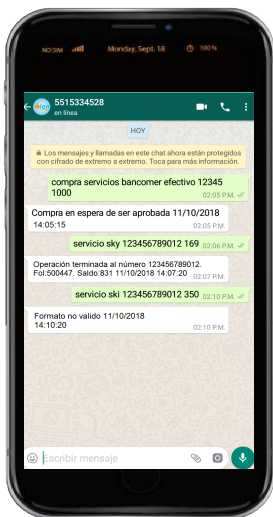 NO SIM Monday, Sept, 18 100%
5515334528
en línea
HOY
Los mensajes y llamadas en este chat ahora están protegidos
con cifrado de extremo a extremo. Toca para más información.
compra servicios bancomer efectivo 12345
1000 02:05 P.M.
Compra en espera de ser aprobada 11/10/2018
14:05:15 02:05 P.M.
servicio sky 123456789012 169 02:06 P.M.
Operación terminada al número 123456789012.
Fol:500447. Saldo:831 11/10/2018 14:07:20 02:07 P.M.
servicio ski 123456789012 350 02:10 P.M.
Formato no valido 11/10/2018
14:10:20 02:10 P.M.
Escribir mensaje